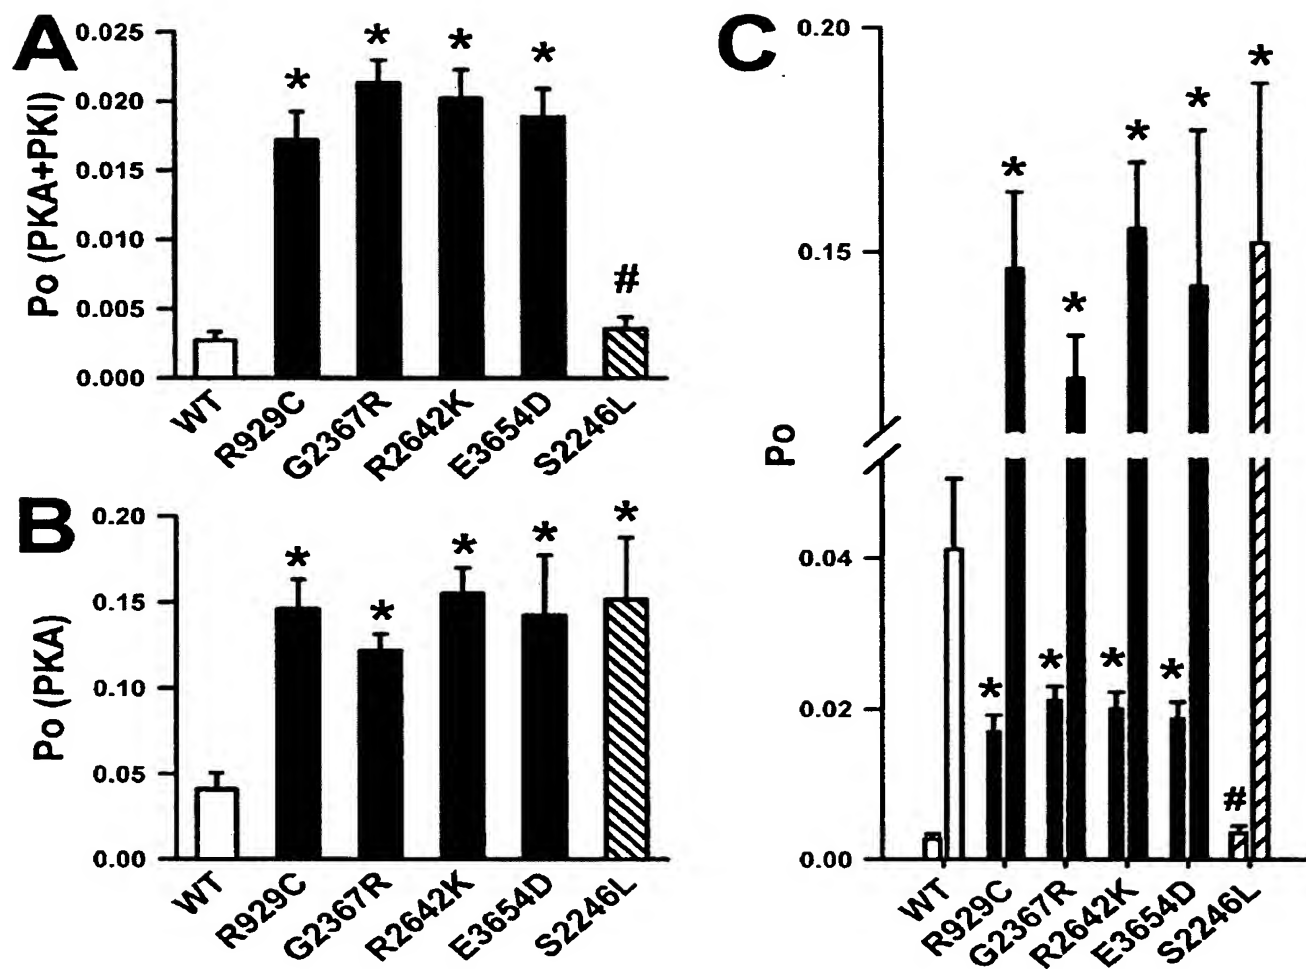 A
0.025
0.020
0.015
0.010
0.005
0.000
Po (PKA+PKI)
*
*
*
*
#
WT
R929C
G2367R
R2642K
E3654D
S2246L
B
0.20
0.15
0.10
0.05
0.00
Po (PKA)
*
*
*
*
*
WT
R929C
G2367R
R2642K
E3654D
S2246L
C
0.20
0.15
0.04
0.02
0.00
Po
*
*
*
*
*
*
*
*
*
#
WT
R929C
G2367R
R2642K
E3654D
S2246L